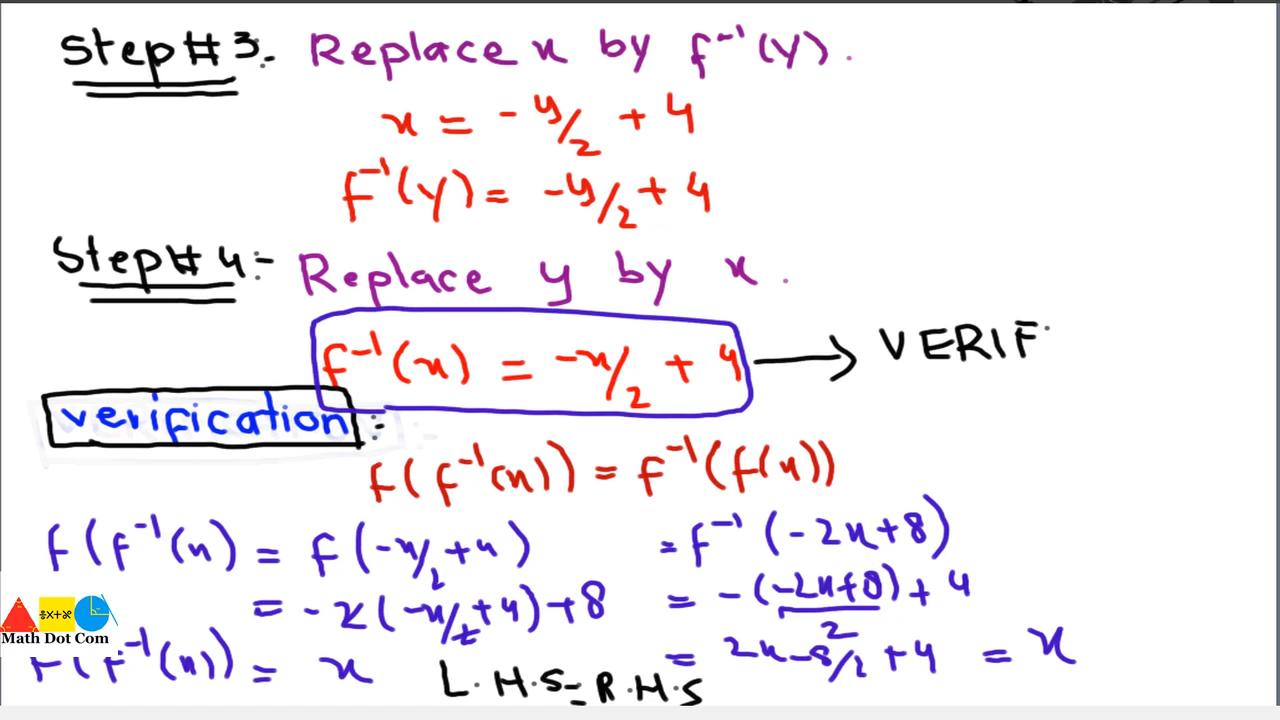 Step#3:- Replace x by f⁻¹(y).
x = -y/2 + 4
f⁻¹(y) = -y/2 + 4
Step#4:- Replace y by x.
f⁻¹(x) = -x/2 + 4 → VERIF
verification:
f(f⁻¹(x)) = f⁻¹(f(x))
f(f⁻¹(x) = f(-x/2+4) = f⁻¹(-2x+8)
= -2(-x/2+4)+8 = -(-2x+8)/2 + 4
Math Dot Com
f(f⁻¹(x)) = x = 2x-8/2 +4 = x
L.H.S=R.H.S